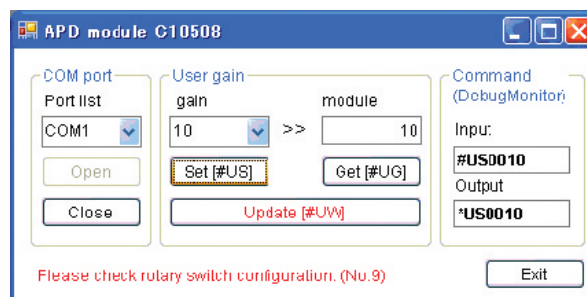 APD module C10508
COM port
Port list
COM1
Open
Close
User gain
gain
module
10
>>
10
Set [#US]
Get [#UG]
Update [#UW]
Command
(DebugMonitor)
Input:
#US0010
Output
*US0010
Please check rotary switch configuration. (No.9)
Exit